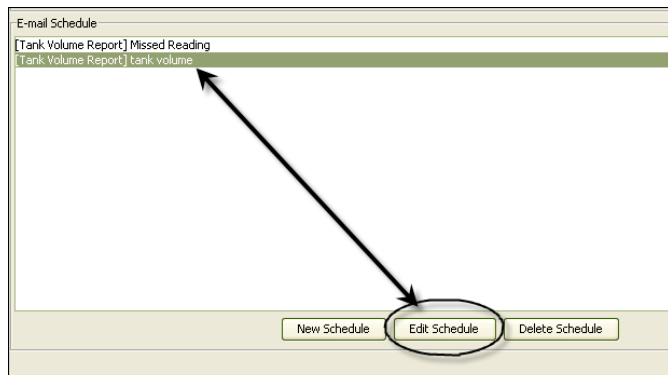 E-mail Schedule
[Tank Volume Report] Missed Reading
[Tank Volume Report] tank volume
New Schedule Edit Schedule Delete Schedule